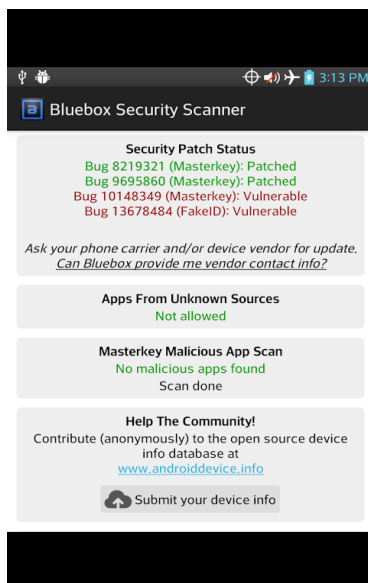 3:13 PM
Bluebox Security Scanner
Security Patch Status
Bug 8219321 (Masterkey): Patched
Bug 9695860 (Masterkey): Patched
Bug 10148349 (Masterkey): Vulnerable
Bug 13678484 (FakeID): Vulnerable
Ask your phone carrier and/or device vendor for update.
Can Bluebox provide me vendor contact info?
Apps From Unknown Sources
Not allowed
Masterkey Malicious App Scan
No malicious apps found
Scan done
Help The Community!
Contribute (anonymously) to the open source device
info database at
www.androiddevice.info
Submit your device info